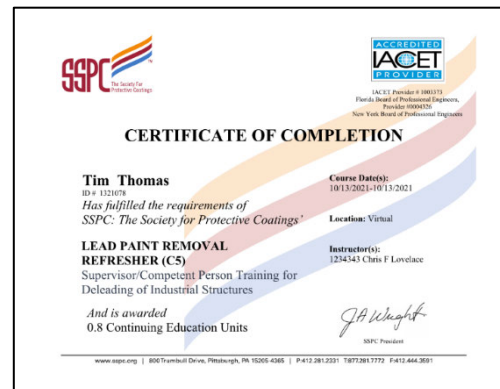 SSPC
The Society For
Protective Coatings
ACCREDITED
IACET
PROVIDER
IACET Provider # 1003373
Florida Board of Professional Engineers,
Provider #0004326
New York Board of Professional Engineers
CERTIFICATE OF COMPLETION
Tim Thomas
ID # 1321078
Has fulfilled the requirements of
SSPC: The Society for Protective Coatings'
LEAD PAINT REMOVAL
REFRESHER (C5)
Supervisor/Competent Person Training for
Deleading of Industrial Structures
And is awarded
0.8 Continuing Education Units
Course Date(s):
10/13/2021-10/13/2021
Location: Virtual
Instructor(s):
1234343 Chris F Lovelace
JA Wright
SSPC President
www.sspc.org | 800 Trumbull Drive, Pittsburgh, PA 15205-4365 | P:412.281.2331 T:877.281.7772 F:412.444.3591